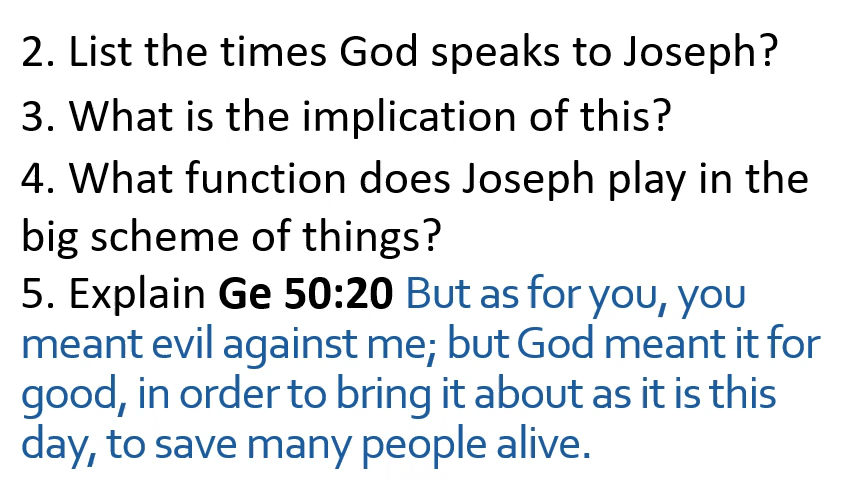 2. List the times God speaks to Joseph?
3. What is the implication of this?
4. What function does Joseph play in the
big scheme of things?
5. Explain Ge 50:20 But as for you, you
meant evil against me; but God meant it for
good, in order to bring it about as it is this
day, to save many people alive.